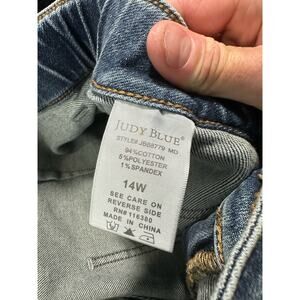 JUDY BLUE®
STYLE# JB88779 MD
94%COTTON
5%POLYESTER
1%SPANDEX
14W
SEE CARE ON
REVERSE SIDE
RN#116380
MADE IN CHINA